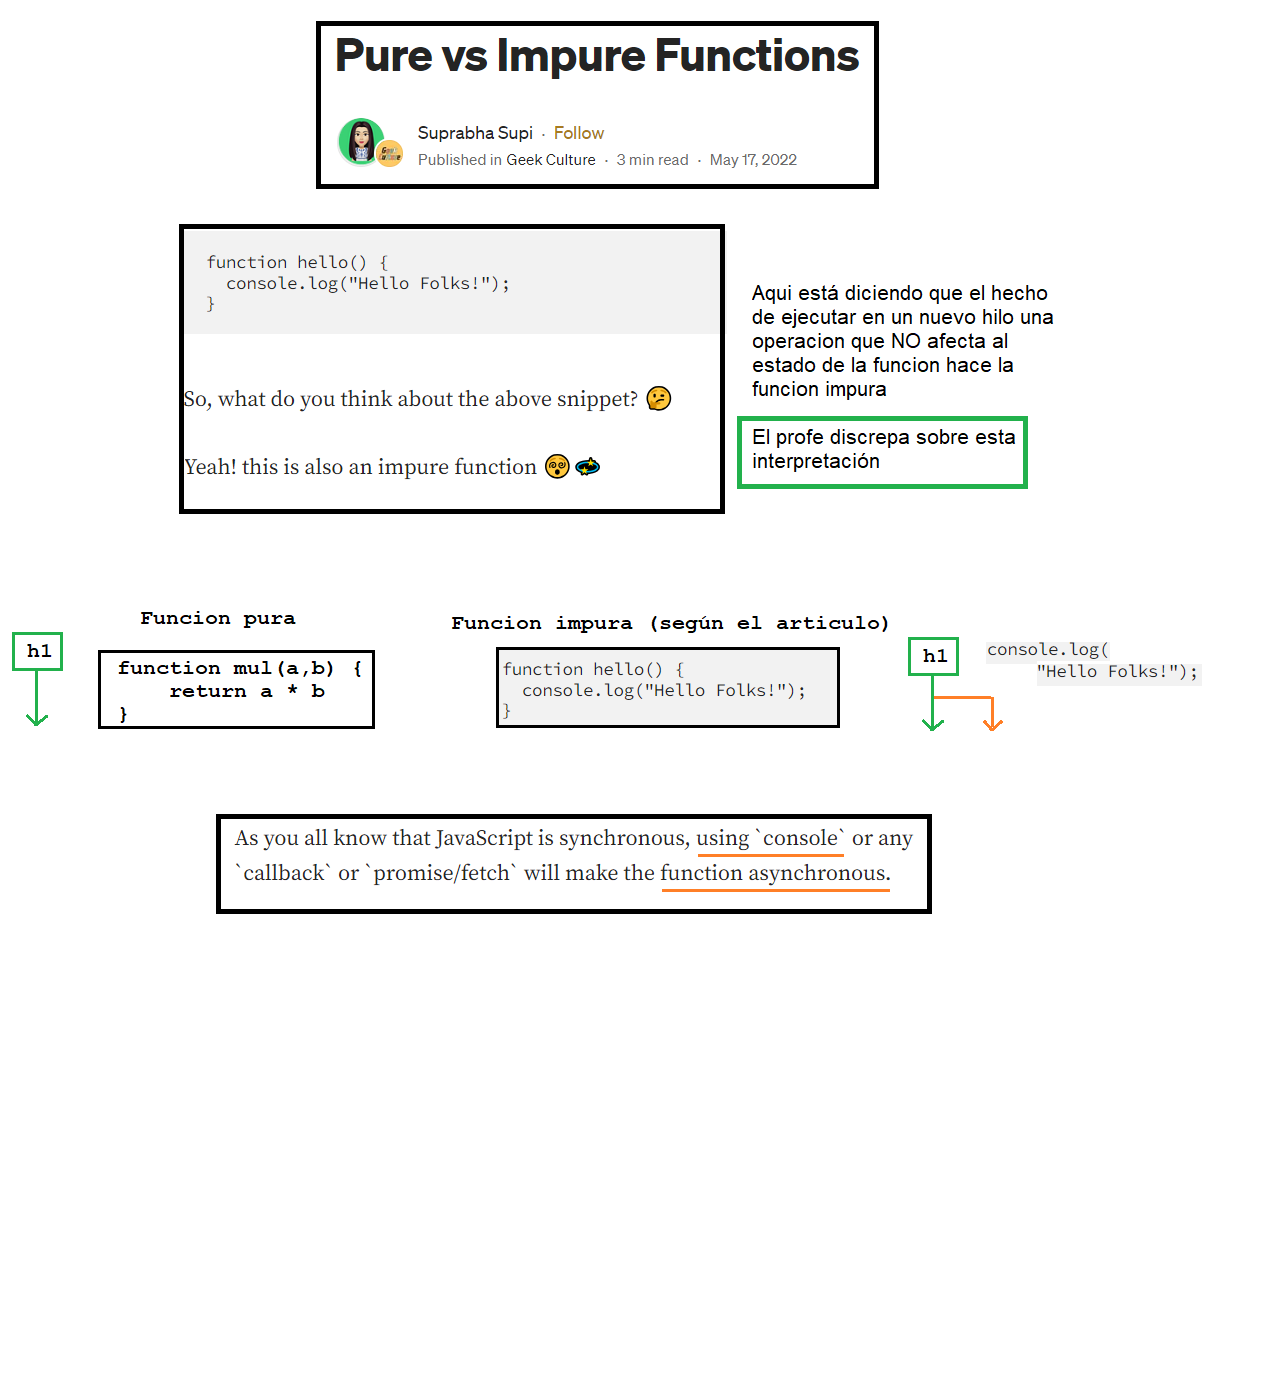 Pure vs Impure Functions
Suprabha Supi · Follow
Published in Geek Culture · 3 min read · May 17, 2022
function hello() {
console.log("Hello Folks!");
}
So, what do you think about the above snippet? 🤔
Yeah! this is also an impure function 😵💫
Aqui está diciendo que el hecho
de ejecutar en un nuevo hilo una
operacion que NO afecta al
estado de la funcion hace la
funcion impura
El profe discrepa sobre esta
interpretación
Funcion pura
h1
function mul(a,b) {
return a * b
}
Funcion impura (según el articulo)
function hello() {
console.log("Hello Folks!");
}
h1
console.log(
"Hello Folks!");
As you all know that JavaScript is synchronous, using `console` or any
`callback` or `promise/fetch` will make the function asynchronous.